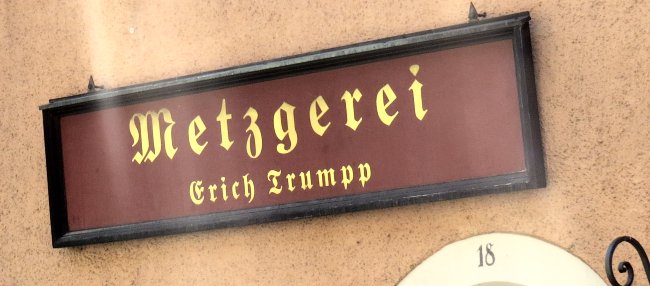 Metzgerei
Erich Trumpp
18